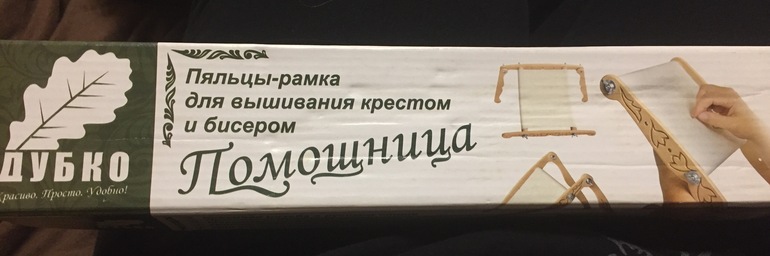 Пяльцы-рамка
для вышивания крестом
и бисером
Помощница
ДУБКО
Красиво. Просто. Удобно!